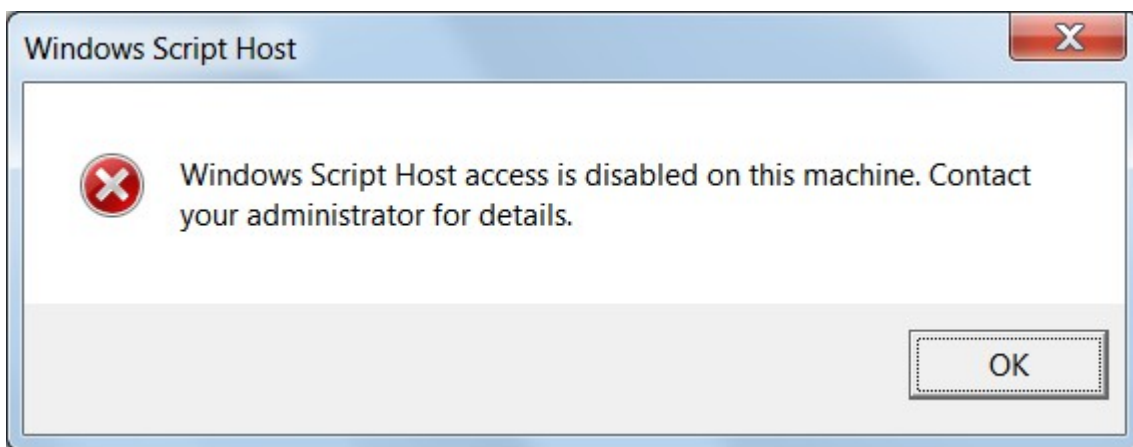 Windows Script Host
Windows Script Host access is disabled on this machine. Contact
your administrator for details.
OK